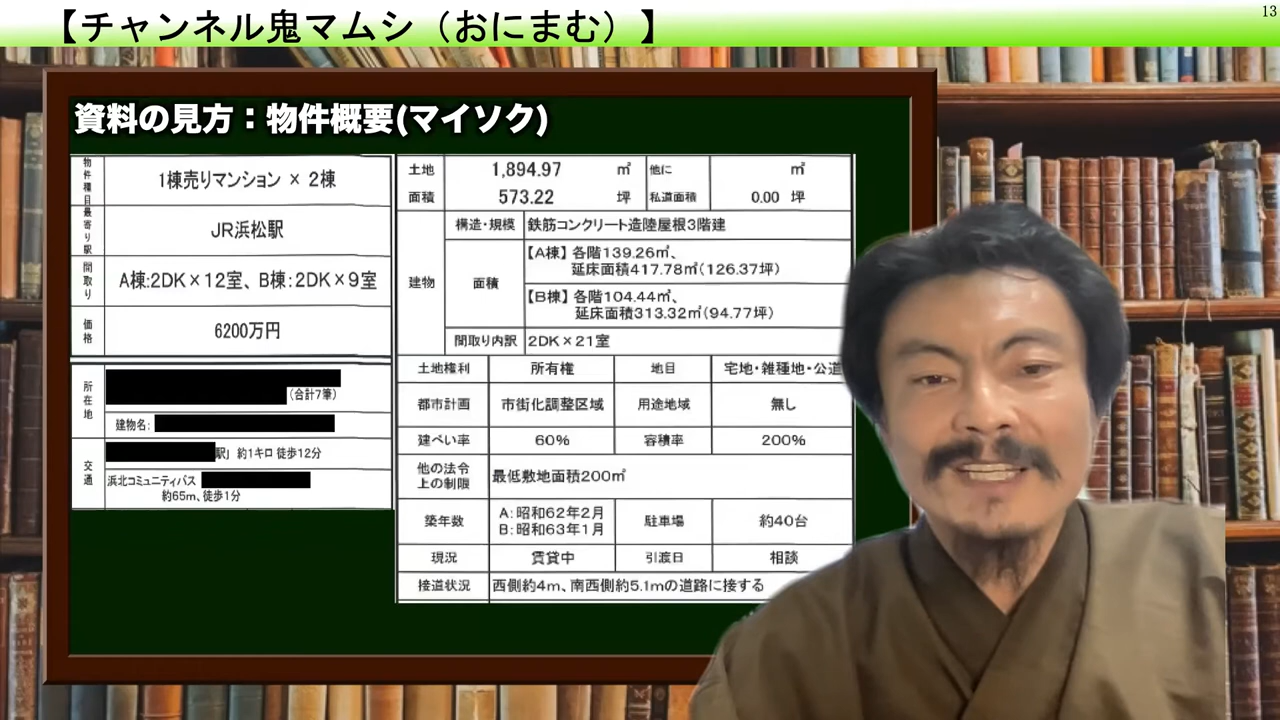 【チャンネル鬼マムシ（おにまむ）】
13
資料の見方：物件概要(マイソク)
物件種目 1棟売りマンション × 2棟
最寄り駅 JR浜松駅
間取り A棟:2DK×12室、B棟:2DK×9室
価格 6200万円
所在地 (合計7筆)
建物名:
交通 駅」 約1キロ 徒歩12分
浜北コミュニティバス
約65m、徒歩1分
土地 1,894.97 ㎡ 他に ㎡
面積 573.22 坪 私道面積 0.00 坪
建物 構造・規模 鉄筋コンクリート造陸屋根3階建
面積 【A棟】各階139.26㎡、
延床面積417.78㎡(126.37坪)
【B棟】各階104.44㎡、
延床面積313.32㎡(94.77坪)
間取り内訳 2DK×21室
土地権利 所有権 地目 宅地・雑種地・公道
都市計画 市街化調整区域 用途地域 無し
建ぺい率 60% 容積率 200%
他の法令上の制限 最低敷地面積200㎡
築年数 A:昭和62年2月 駐車場 約40台
B:昭和63年1月
現況 賃貸中 引渡日 相談
接道状況 西側約4m、南西側約5.1mの道路に接する